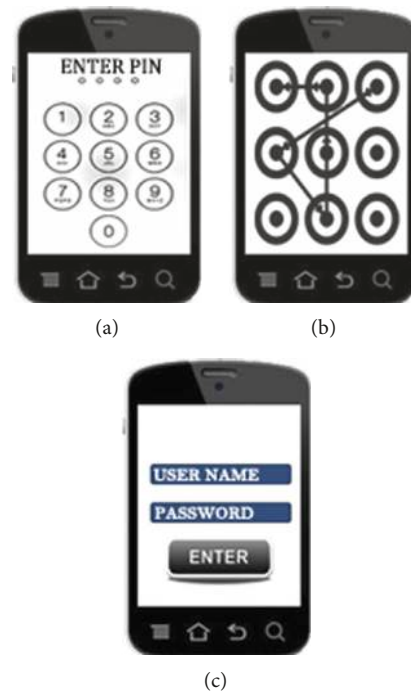 ENTER PIN
1 2 3
4 5 6
7 8 9
0
(a)
(b)
USER NAME
PASSWORD
ENTER
(c)